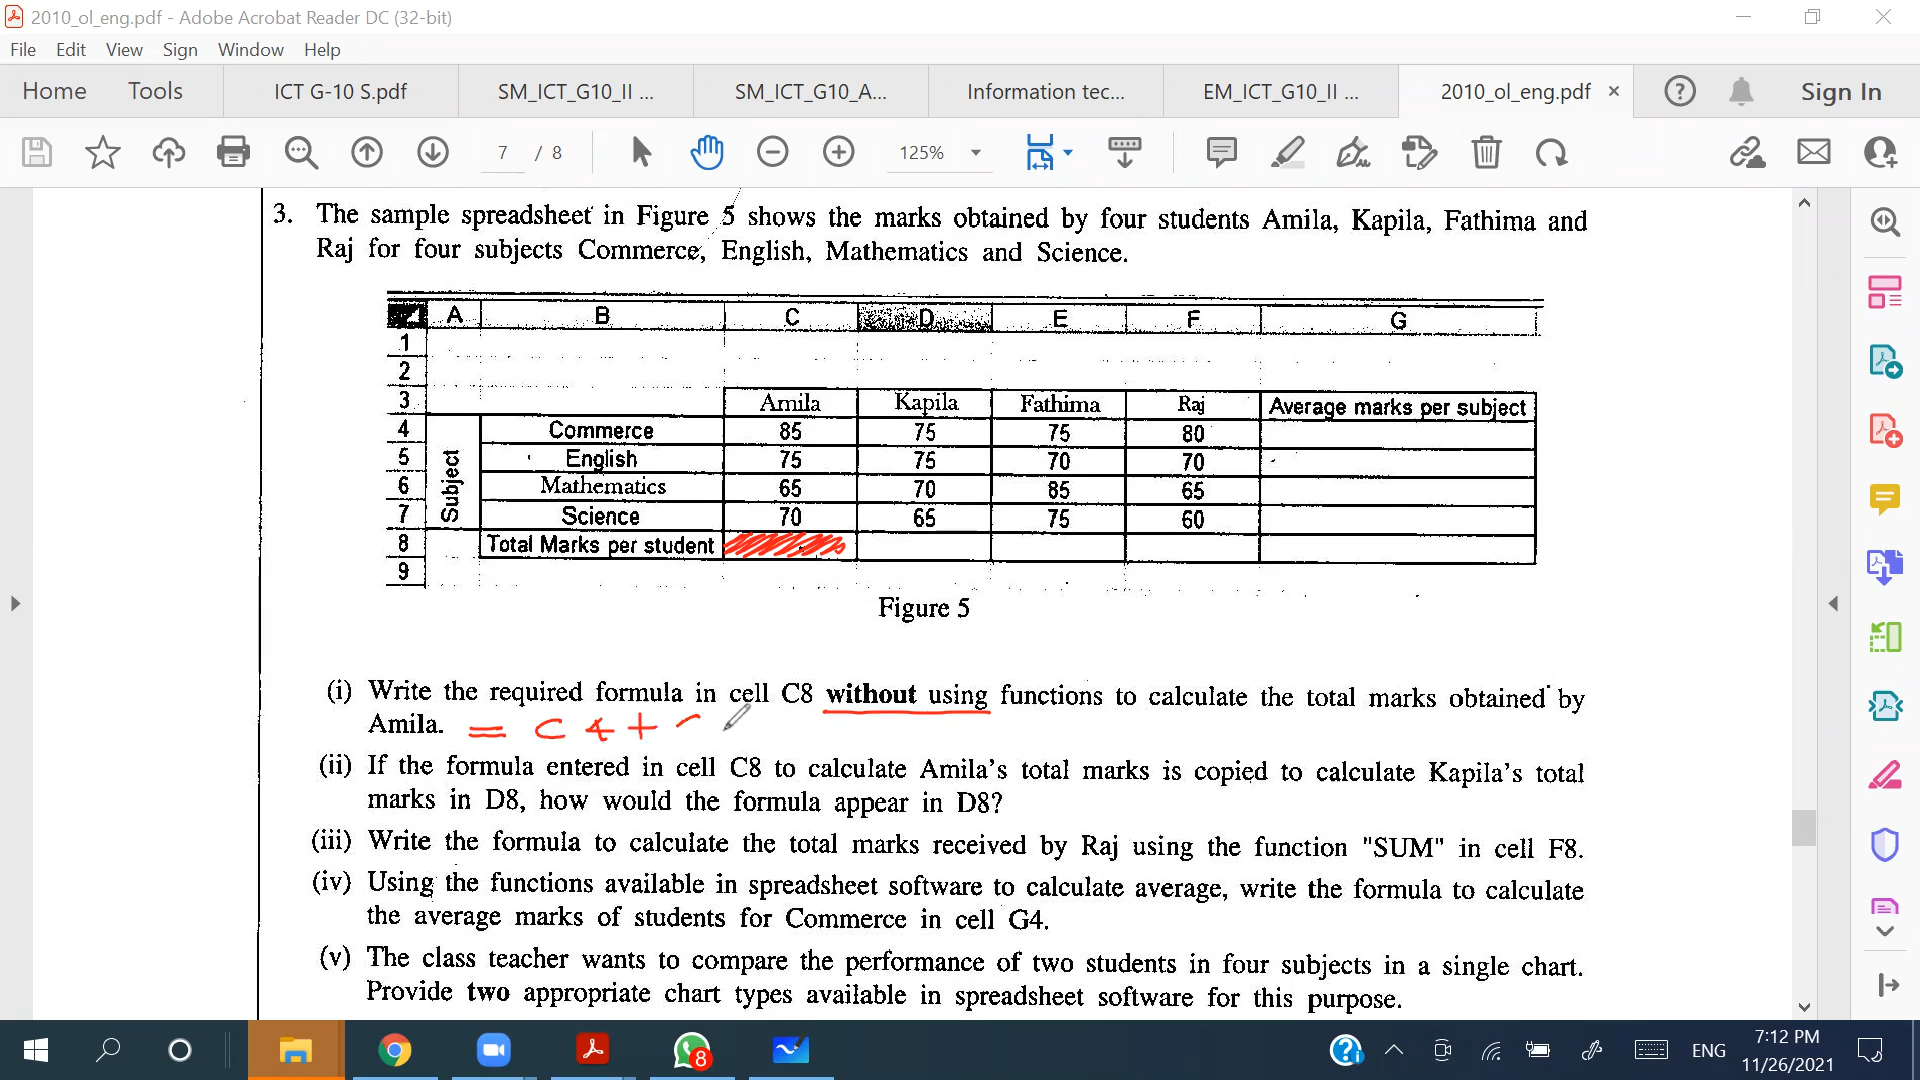 2010_ol_eng.pdf - Adobe Acrobat Reader DC (32-bit)
File Edit View Sign Window Help
Home Tools ICT G-10 S.pdf SM_ICT_G10_II ... SM_ICT_G10_A... Information tec... EM_ICT_G10_II ... 2010_ol_eng.pdf × Sign In
7 / 8 125%
3. The sample spreadsheet in Figure 5 shows the marks obtained by four students Amila, Kapila, Fathima and
Raj for four subjects Commerce, English, Mathematics and Science.
A B C D E F G
1
2
3 Amila Kapila Fathima Raj Average marks per subject
Subject
4 Commerce 85 75 75 80
5 English 75 75 70 70
6 Mathematics 65 70 85 65
7 Science 70 65 75 60
8 Total Marks per student
9
Figure 5
(i) Write the required formula in cell C8 without using functions to calculate the total marks obtained by
Amila. = C 4 +
(ii) If the formula entered in cell C8 to calculate Amila's total marks is copied to calculate Kapila's total
marks in D8, how would the formula appear in D8?
(iii) Write the formula to calculate the total marks received by Raj using the function "SUM" in cell F8.
(iv) Using the functions available in spreadsheet software to calculate average, write the formula to calculate
the average marks of students for Commerce in cell G4.
(v) The class teacher wants to compare the performance of two students in four subjects in a single chart.
Provide two appropriate chart types available in spreadsheet software for this purpose.
8 ENG 7:12 PM
11/26/2021